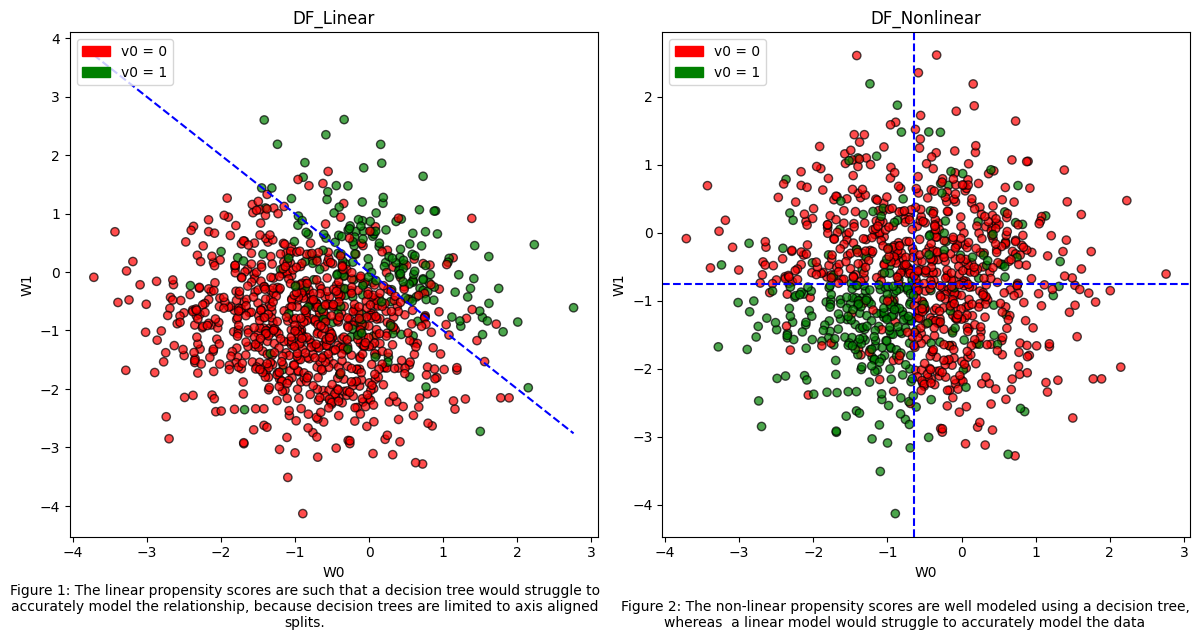 DF_Linear
v0 = 0
v0 = 1
4
3
2
1
0
−1
−2
−3
−4
W1
−4
−3
−2
−1
0
1
2
3
W0
Figure 1: The linear propensity scores are such that a decision tree would struggle to
accurately model the relationship, because decision trees are limited to axis aligned
splits.
DF_Nonlinear
v0 = 0
v0 = 1
2
1
0
−1
−2
−3
−4
W1
−4
−3
−2
−1
0
1
2
3
W0
Figure 2: The non-linear propensity scores are well modeled using a decision tree,
whereas  a linear model would struggle to accurately model the data